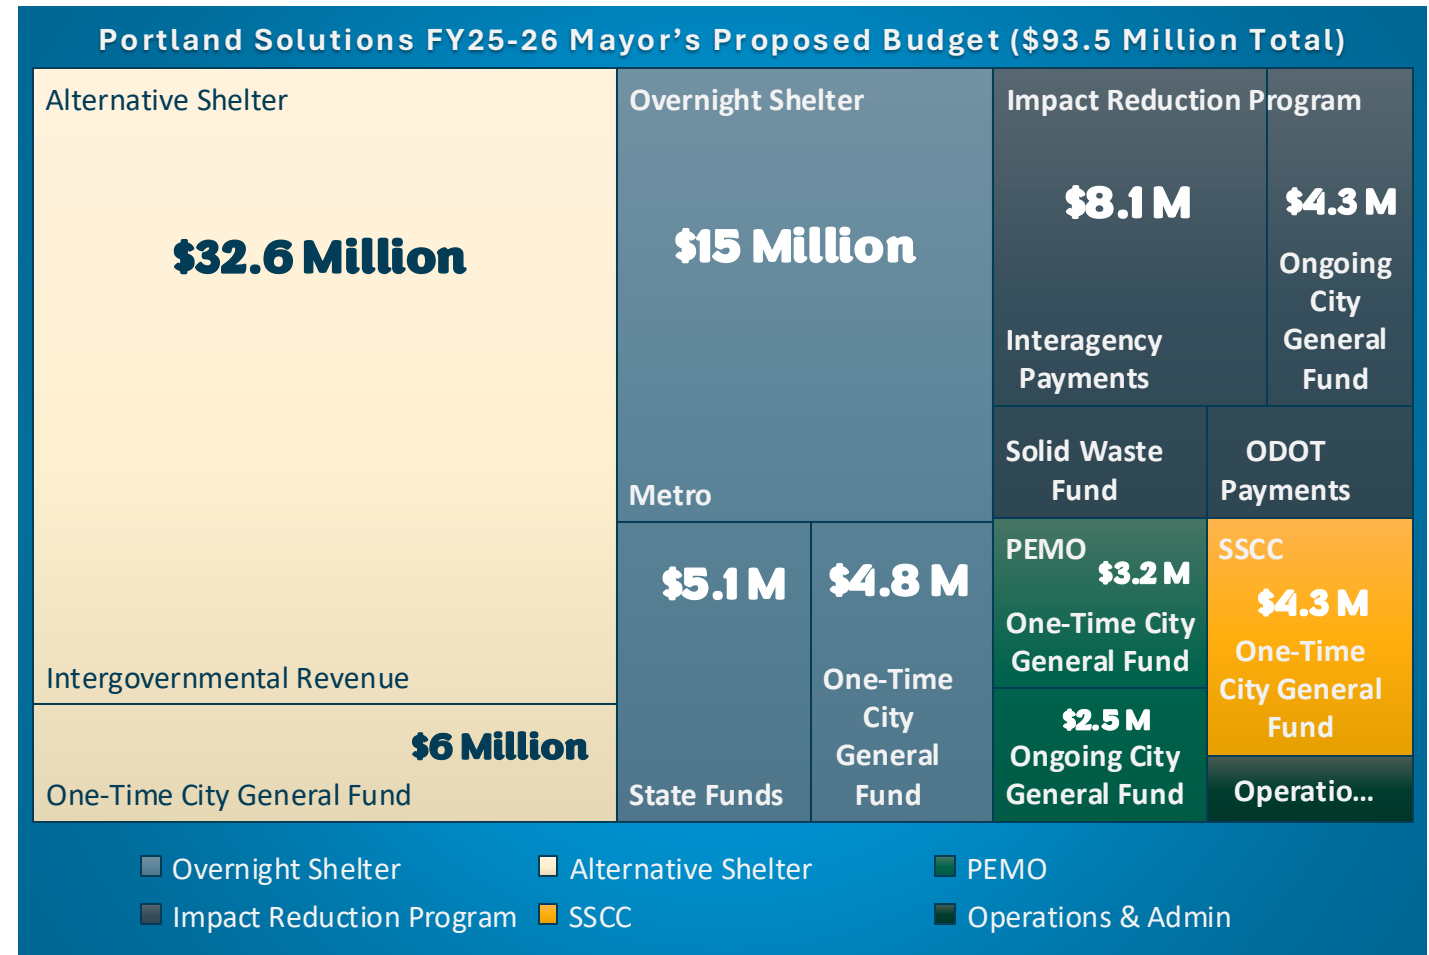 Portland Solutions FY25-26 Mayor’s Proposed Budget ($93.5 Million Total)
Alternative Shelter
$32.6 Million
Intergovernmental Revenue
$6 Million
One-Time City General Fund
Overnight Shelter
$15 Million
Metro
$5.1 M
State Funds
$4.8 M
One-Time
City
General
Fund
Impact Reduction Program
$8.1 M
Interagency
Payments
$4.3 M
Ongoing
City
General
Fund
Solid Waste
Fund
ODOT
Payments
PEMO
$3.2 M
One-Time City
General Fund
$2.5 M
Ongoing City
General Fund
SSCC
$4.3 M
One-Time
City General
Fund
Operatio...
Overnight Shelter
Alternative Shelter
PEMO
Impact Reduction Program
SSCC
Operations & Admin